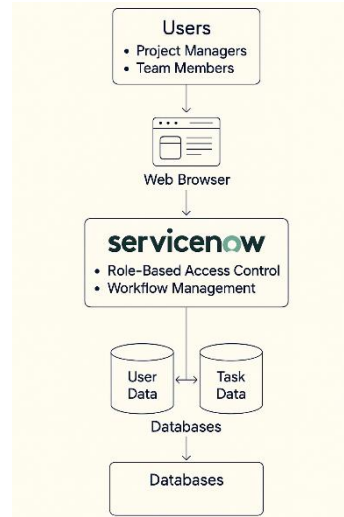 Users
• Project Managers
• Team Members
Web Browser
servicenow
• Role-Based Access Control
• Workflow Management
User
Data
Task
Data
Databases
Databases